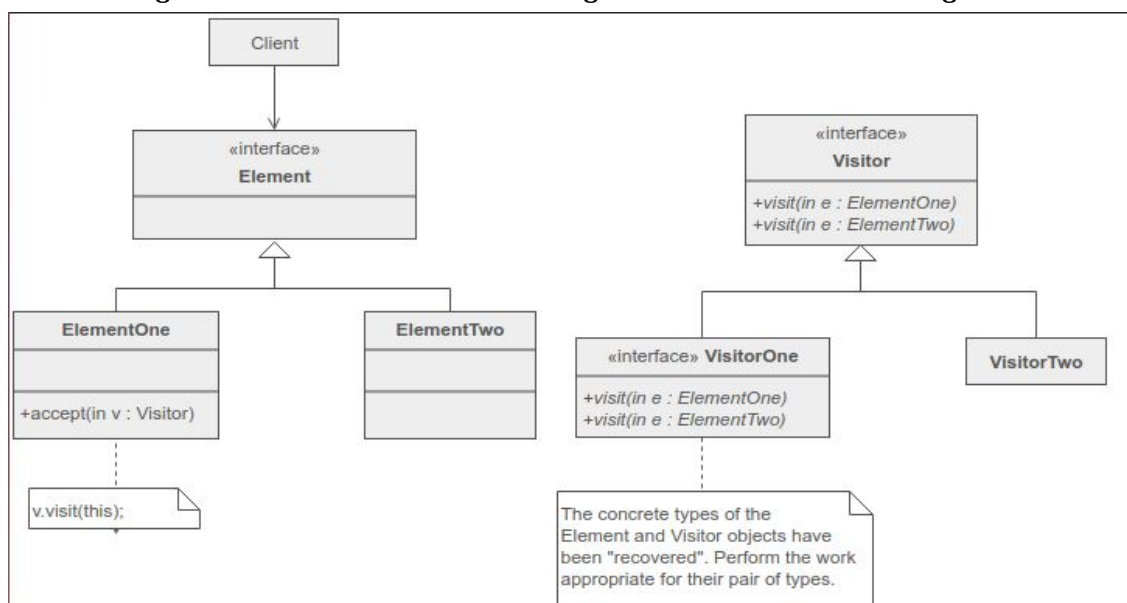 Client
«interface»
Element
«interface»
Visitor
+visit(in e : ElementOne)
+visit(in e : ElementTwo)
ElementOne
+accept(in v : Visitor)
ElementTwo
«interface» VisitorOne
+visit(in e : ElementOne)
+visit(in e : ElementTwo)
VisitorTwo
v.visit(this);
The concrete types of the
Element and Visitor objects have
been "recovered". Perform the work
appropriate for their pair of types.